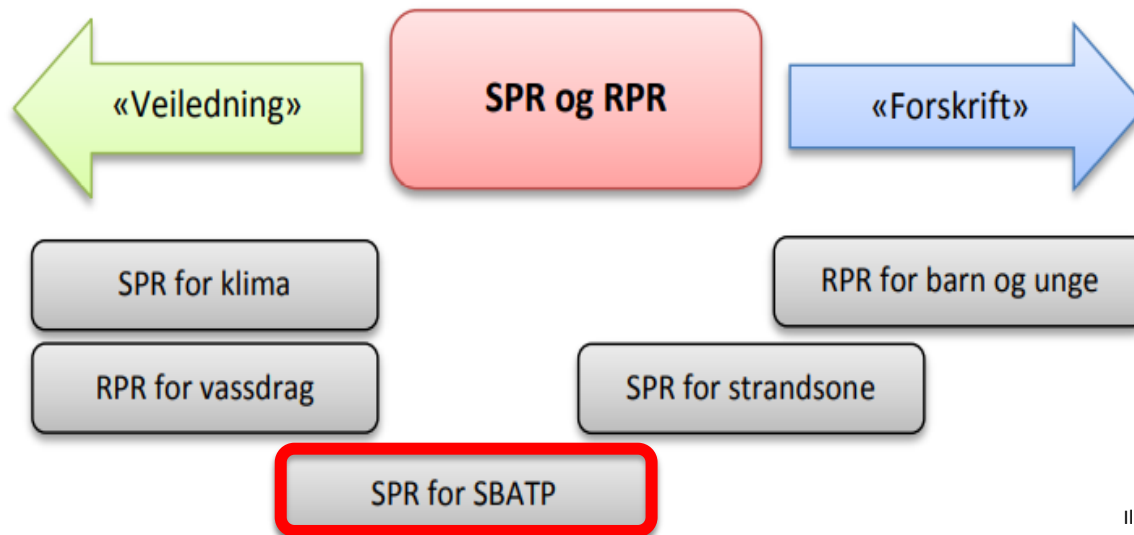 «Veiledning»
SPR og RPR
«Forskrift»
SPR for klima
RPR for barn og unge
RPR for vassdrag
SPR for strandsone
SPR for SBATP